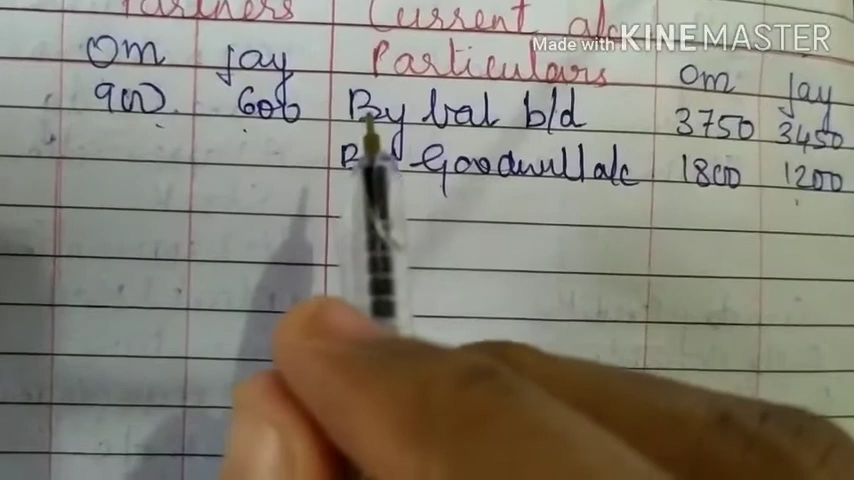 Partners Current a/c
Made with KINEMASTER
Om Jay Particulars Om Jay
900 600 By bal b/d 3750 3450
By Goodwill a/c 1800 1200